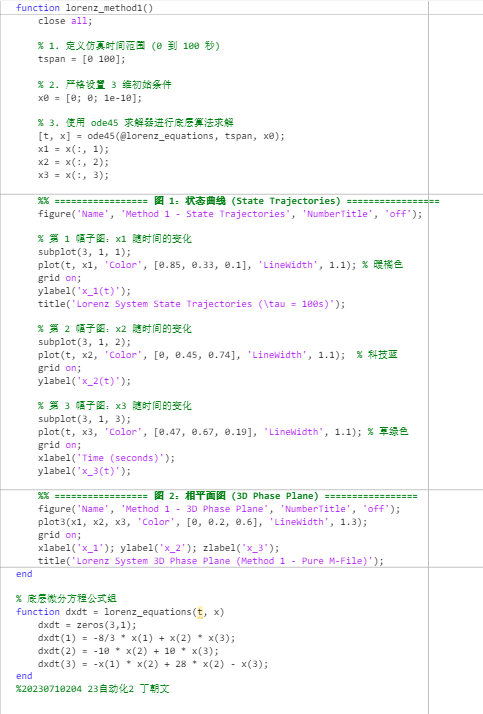 function lorenz_method1()
close all;
% 1. 定义仿真时间范围 (0 到 100 秒)
tspan = [0 100];
% 2. 严格设置 3 维初始条件
x0 = [0; 0; 1e-10];
% 3. 使用 ode45 求解器进行底层算法求解
[t, x] = ode45(@lorenz_equations, tspan, x0);
x1 = x(:, 1);
x2 = x(:, 2);
x3 = x(:, 3);
%% ================= 图 1：状态曲线 (State Trajectories) =================
figure('Name', 'Method 1 - State Trajectories', 'NumberTitle', 'off');
% 第 1 幅子图：x1 随时间的变化
subplot(3, 1, 1);
plot(t, x1, 'Color', [0.85, 0.33, 0.1], 'LineWidth', 1.1); % 暖橘色
grid on;
ylabel('x_1(t)');
title('Lorenz System State Trajectories (\tau = 100s)');
% 第 2 幅子图：x2 随时间的变化
subplot(3, 1, 2);
plot(t, x2, 'Color', [0, 0.45, 0.74], 'LineWidth', 1.1);  % 科技蓝
grid on;
ylabel('x_2(t)');
% 第 3 幅子图：x3 随时间的变化
subplot(3, 1, 3);
plot(t, x3, 'Color', [0.47, 0.67, 0.19], 'LineWidth', 1.1); % 草绿色
grid on;
xlabel('Time (seconds)');
ylabel('x_3(t)');
%% ================= 图 2：相平面图 (3D Phase Plane) =================
figure('Name', 'Method 1 - 3D Phase Plane', 'NumberTitle', 'off');
plot3(x1, x2, x3, 'Color', [0, 0.2, 0.6], 'LineWidth', 1.3);
grid on;
xlabel('x_1'); ylabel('x_2'); zlabel('x_3');
title('Lorenz System 3D Phase Plane (Method 1 - Pure M-File)');
end
% 底层微分方程公式组
function dxdt = lorenz_equations(t, x)
dxdt = zeros(3,1);
dxdt(1) = -8/3 * x(1) + x(2) * x(3);
dxdt(2) = -10 * x(2) + 10 * x(3);
dxdt(3) = -x(1) * x(2) + 28 * x(2) - x(3);
end
%20230710204 23自动化2 丁朝文